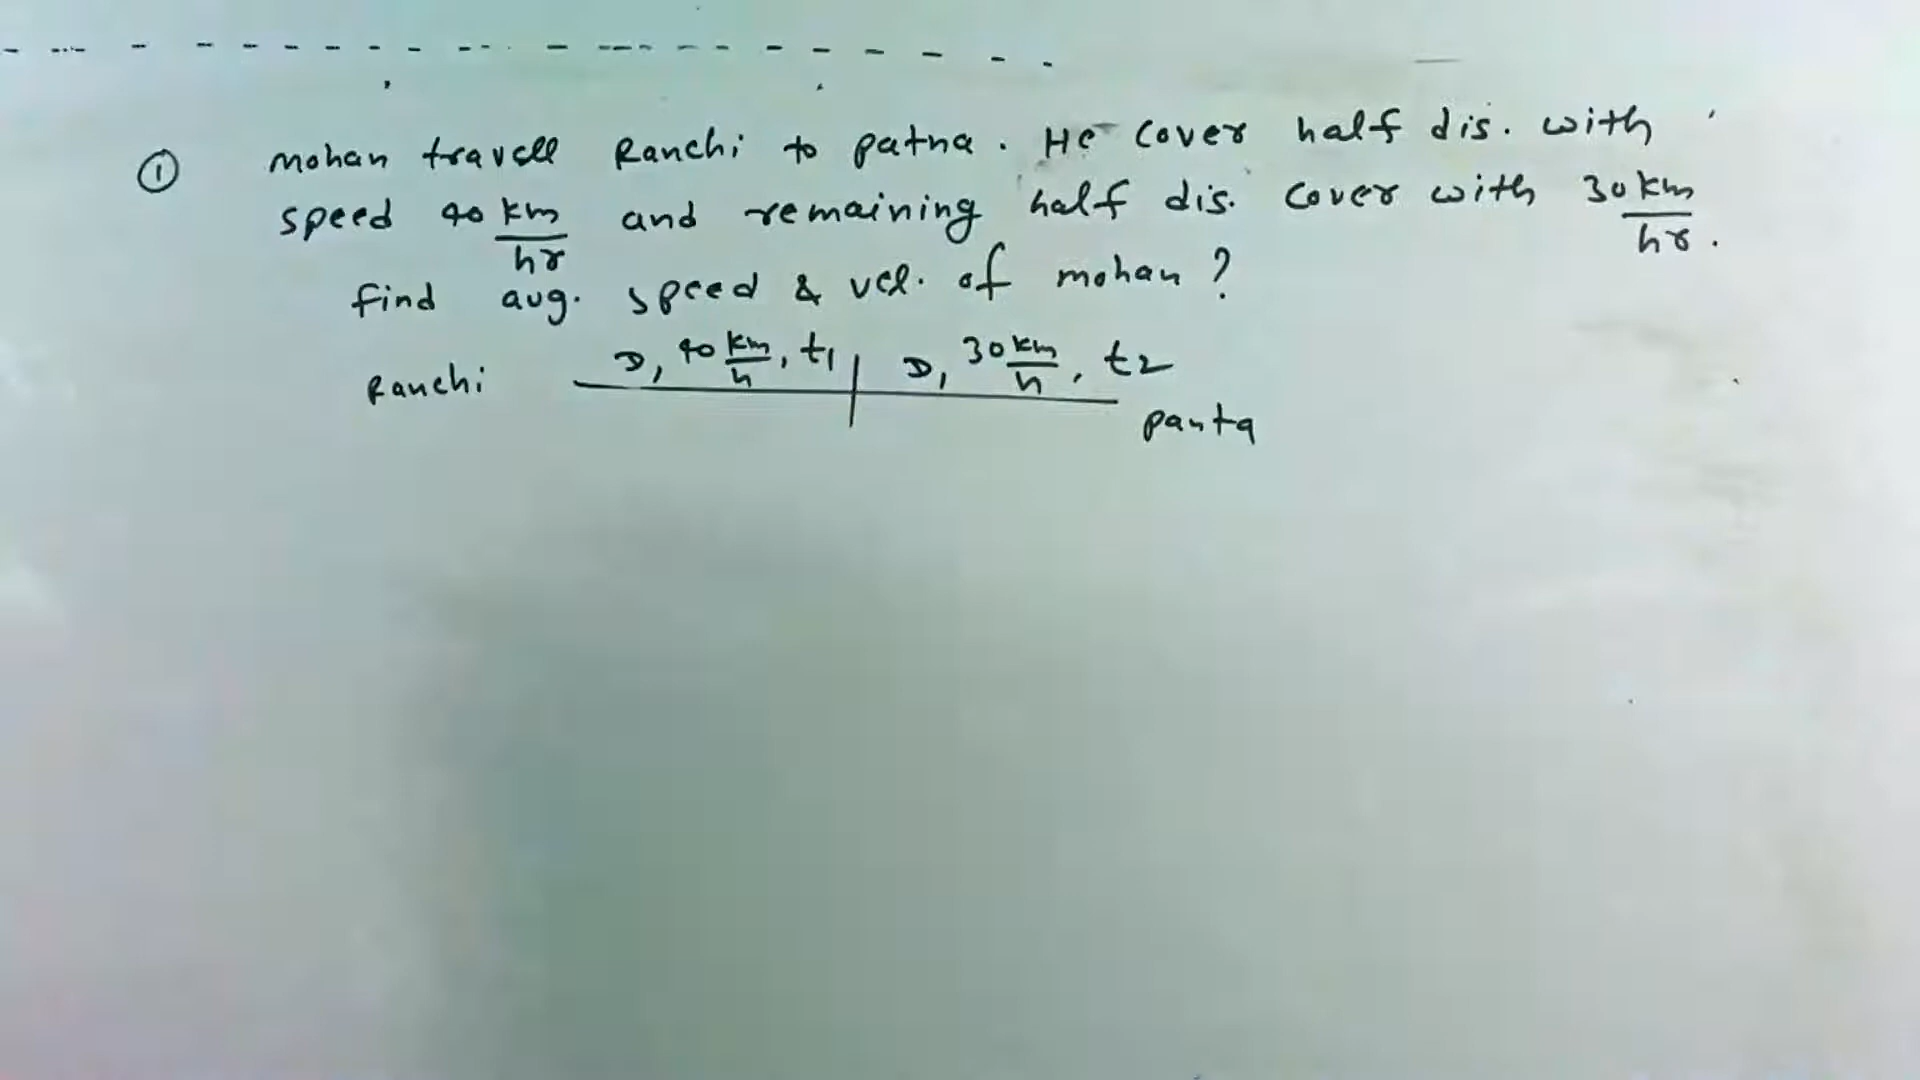 ① mohan travell Ranchi to patna. He cover half dis. with
speed 40 km/hr and remaining half dis. cover with 30 km/hr.
find avg. speed & vel. of mohan?
Ranchi D, 40 km/h, t1 | D, 30 km/h, t2
panta